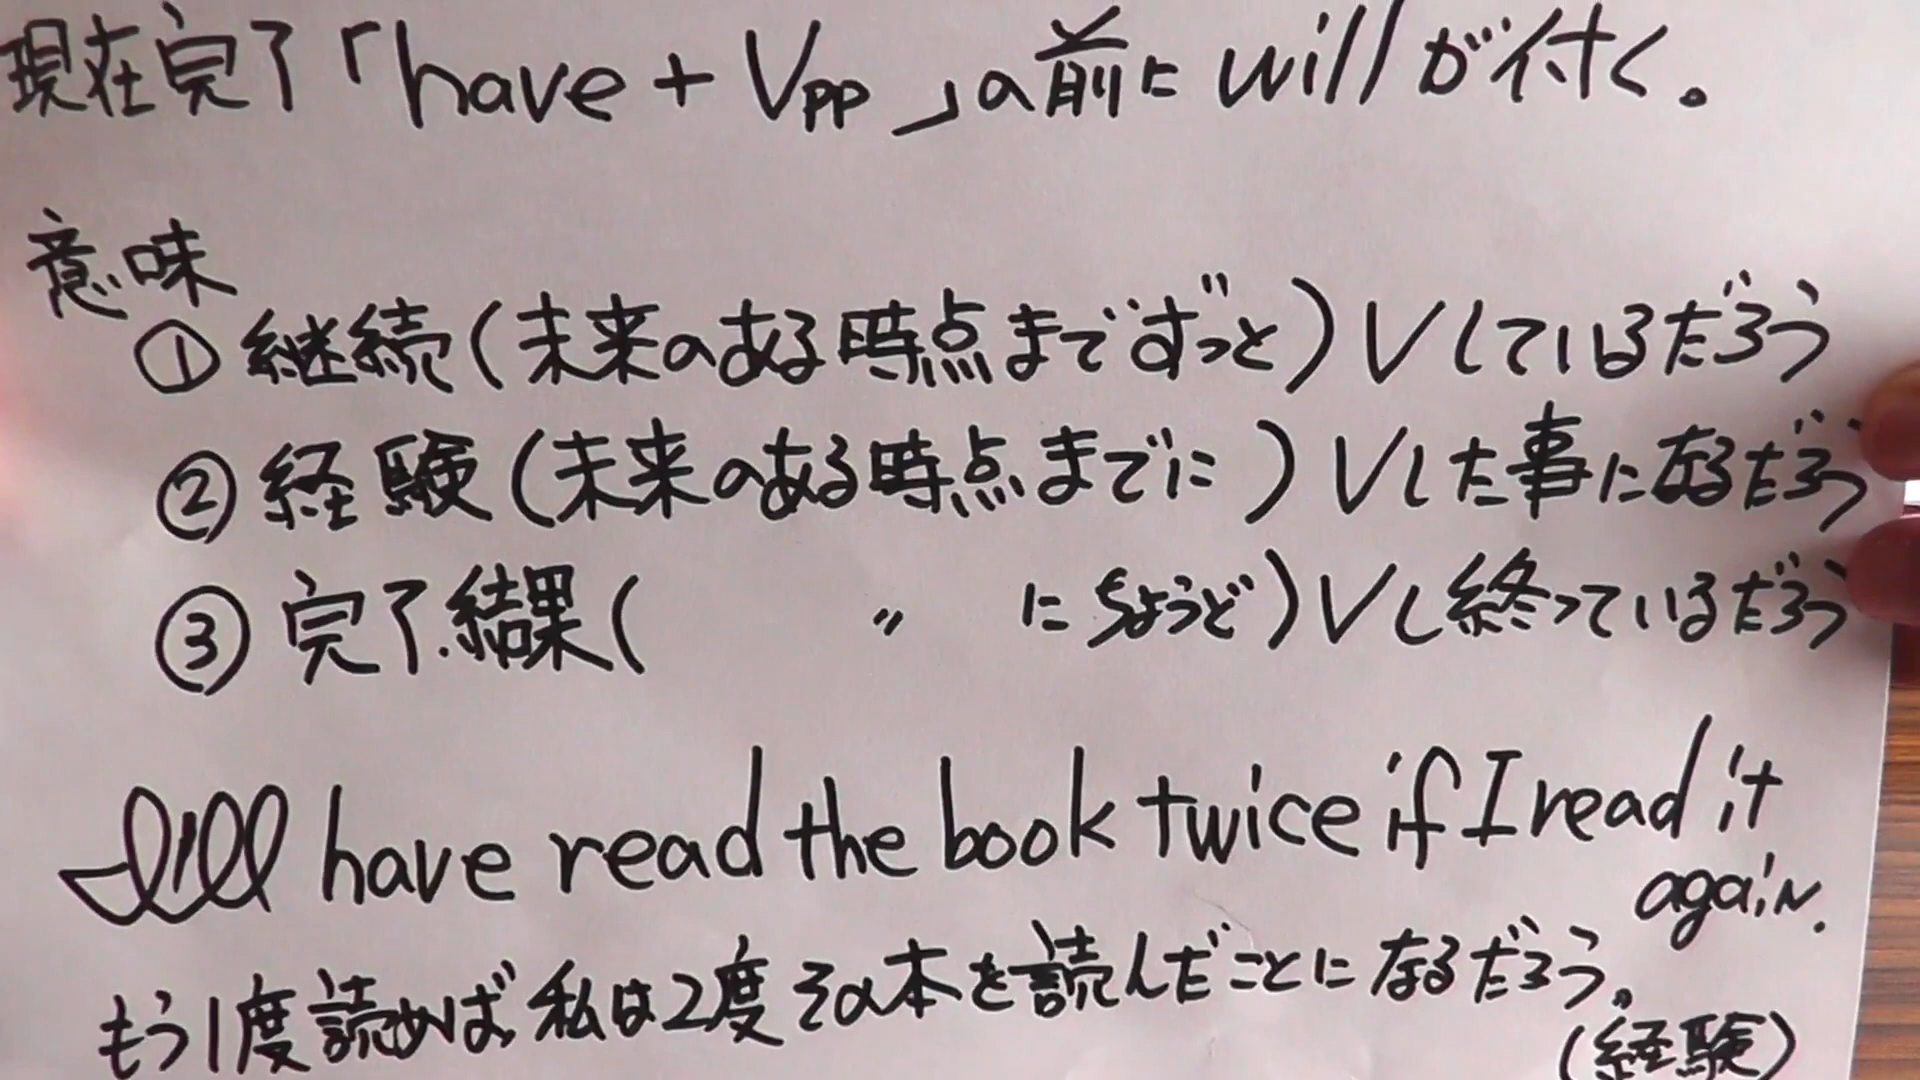 現在完了「have + Vpp」の前にwillが付く。
意味
① 継続(未来のある時点までずっと)Vしているだろう
② 経験(未来のある時点までに)Vした事になるだろう
③ 完了.結果( 〃 にちょうど)Vし終っているだろう
I'll have read the book twice if I read it
again.
もう1度読めば、私は2度その本を読んだことになるだろう。
(経験)